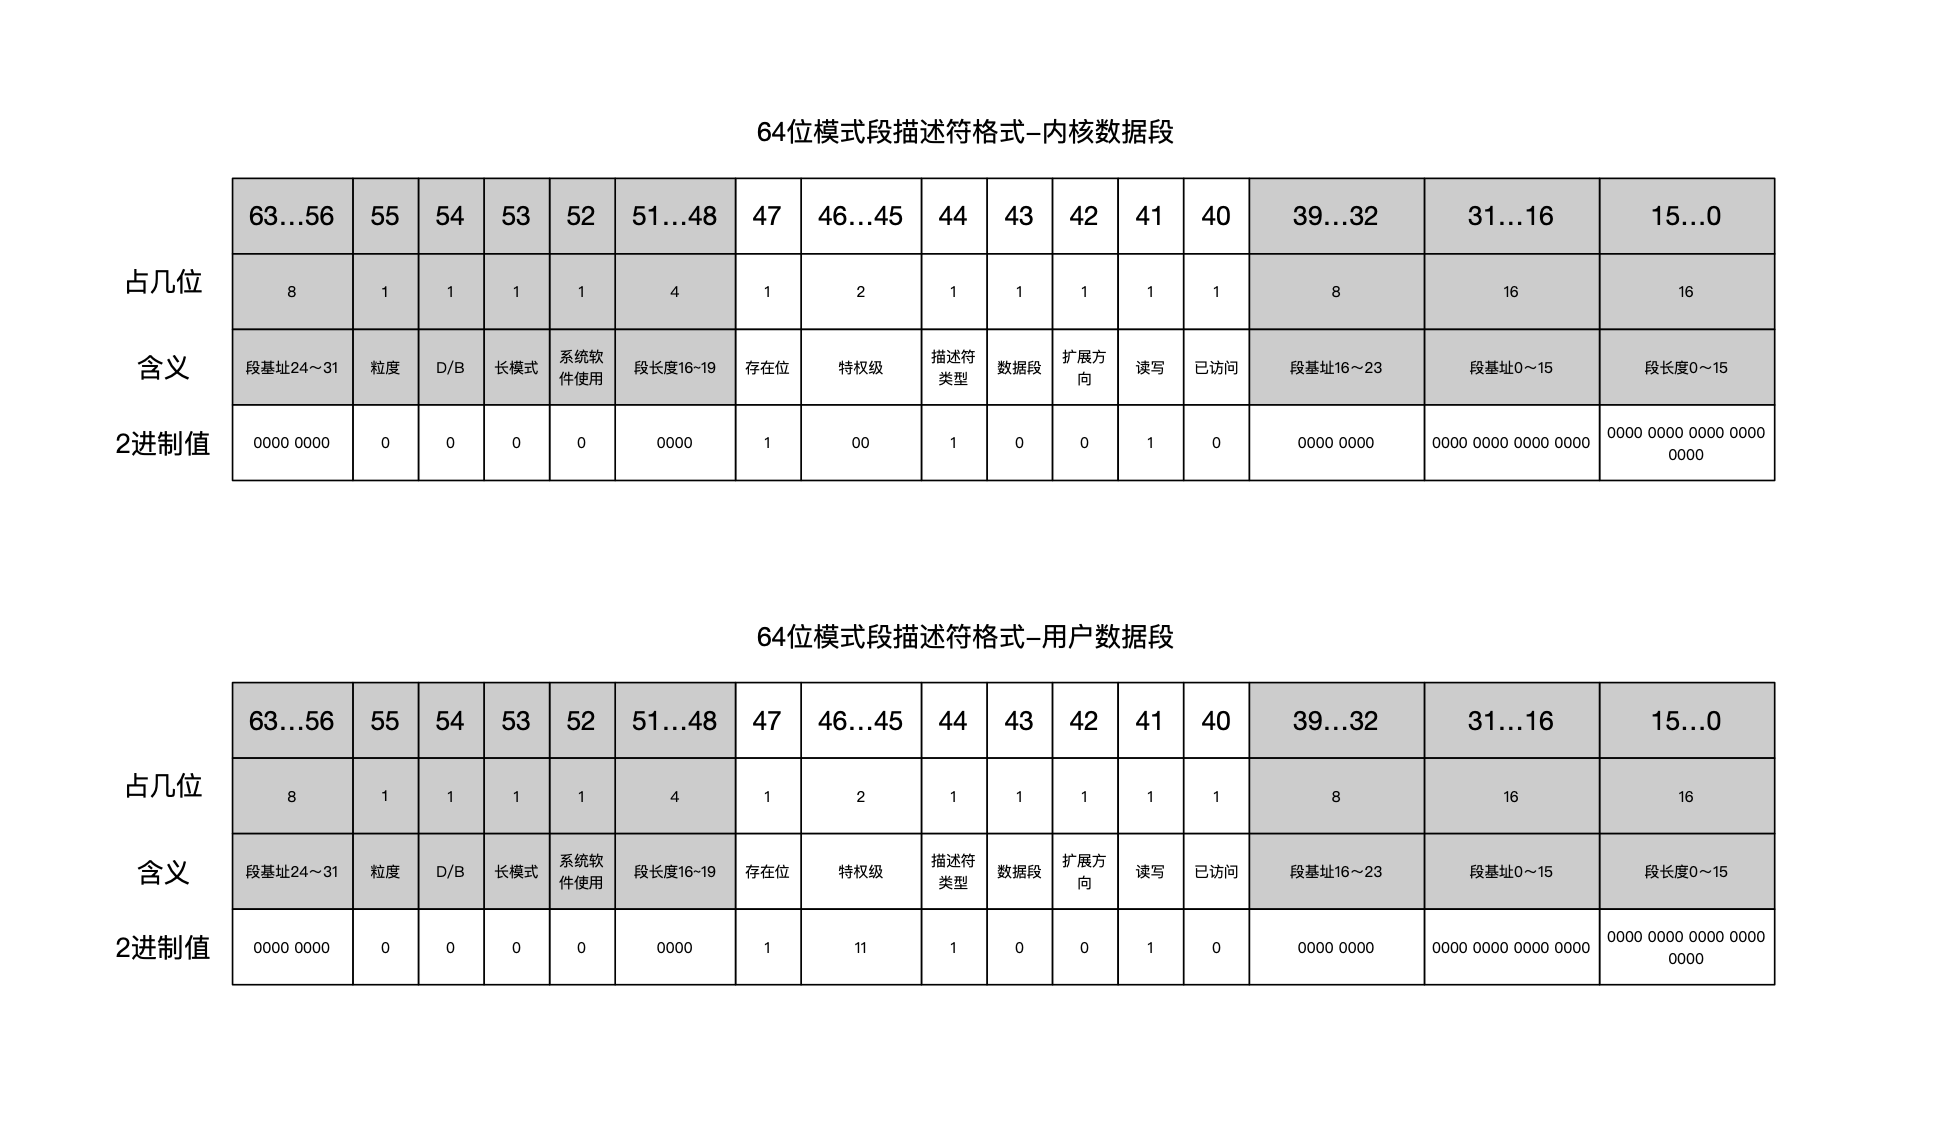 64位模式段描述符格式–内核数据段
63…56 55 54 53 52 51…48 47 46…45 44 43 42 41 40 39…32 31…16 15…0
占几位 8 1 1 1 1 4 1 2 1 1 1 1 1 8 16 16
含义 段基址24～31 粒度 D/B 长模式 系统软件使用 段长度16~19 存在位 特权级 描述符类型 数据段 扩展方向 读写 已访问 段基址16～23 段基址0～15 段长度0～15
2进制值 0000 0000 0 0 0 0 0000 1 00 1 0 0 1 0 0000 0000 0000 0000 0000 0000 0000 0000 0000 0000 0000
64位模式段描述符格式–用户数据段
63…56 55 54 53 52 51…48 47 46…45 44 43 42 41 40 39…32 31…16 15…0
占几位 8 1 1 1 1 4 1 2 1 1 1 1 1 8 16 16
含义 段基址24～31 粒度 D/B 长模式 系统软件使用 段长度16~19 存在位 特权级 描述符类型 数据段 扩展方向 读写 已访问 段基址16～23 段基址0～15 段长度0～15
2进制值 0000 0000 0 0 0 0 0000 1 11 1 0 0 1 0 0000 0000 0000 0000 0000 0000 0000 0000 0000 0000 0000